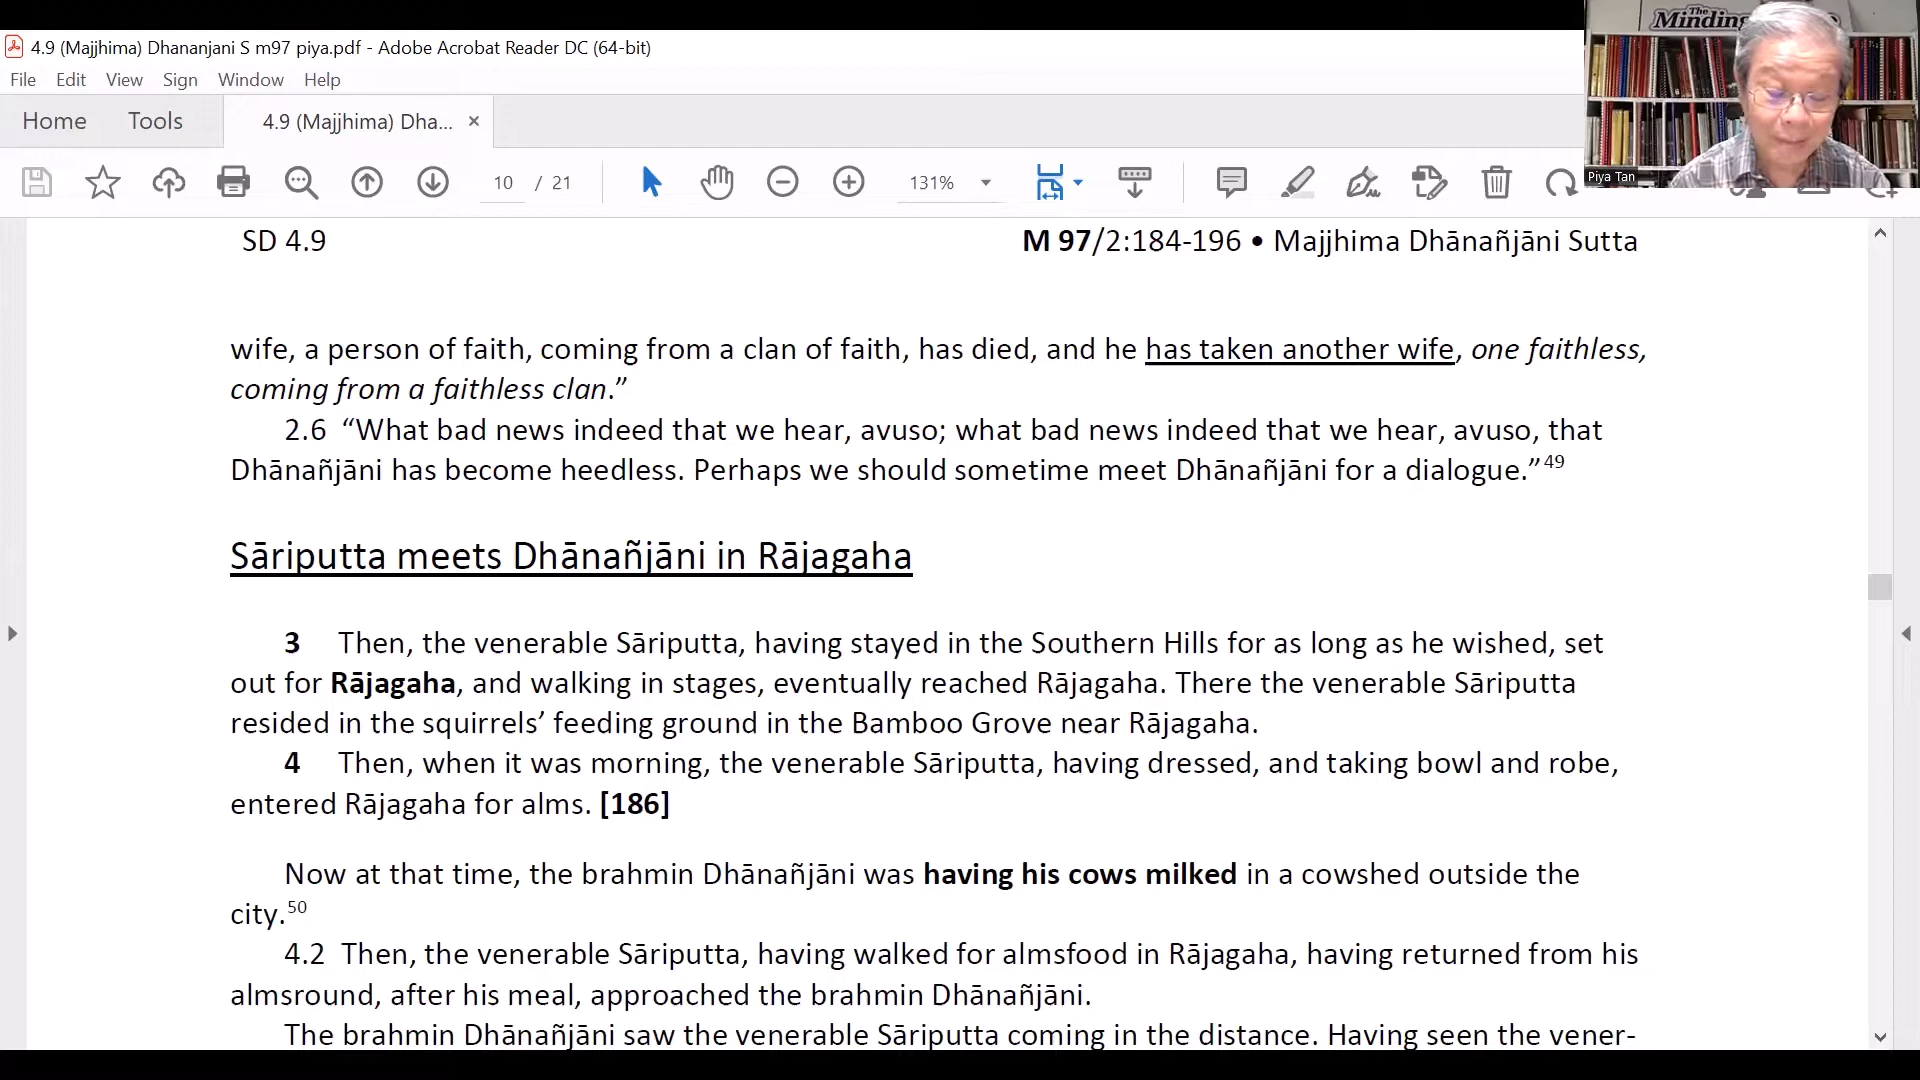 4.9 (Majjhima) Dhananjani S m97 piya.pdf - Adobe Acrobat Reader DC (64-bit)
The
Minding
File Edit View Sign Window Help
Home Tools 4.9 (Majjhima) Dha... ×
10 / 21 131%
Piya Tan
SD 4.9 M 97/2:184-196 • Majjhima Dhānañjāni Sutta
wife, a person of faith, coming from a clan of faith, has died, and he has taken another wife, one faithless,
coming from a faithless clan.”
2.6 “What bad news indeed that we hear, avuso; what bad news indeed that we hear, avuso, that
Dhānañjāni has become heedless. Perhaps we should sometime meet Dhānañjāni for a dialogue.”49
Sāriputta meets Dhānañjāni in Rājagaha
3 Then, the venerable Sāriputta, having stayed in the Southern Hills for as long as he wished, set
out for Rājagaha, and walking in stages, eventually reached Rājagaha. There the venerable Sāriputta
resided in the squirrels’ feeding ground in the Bamboo Grove near Rājagaha.
4 Then, when it was morning, the venerable Sāriputta, having dressed, and taking bowl and robe,
entered Rājagaha for alms. [186]
Now at that time, the brahmin Dhānañjāni was having his cows milked in a cowshed outside the
city.50
4.2 Then, the venerable Sāriputta, having walked for almsfood in Rājagaha, having returned from his
almsround, after his meal, approached the brahmin Dhānañjāni.
The brahmin Dhānañjāni saw the venerable Sāriputta coming in the distance. Having seen the vener-